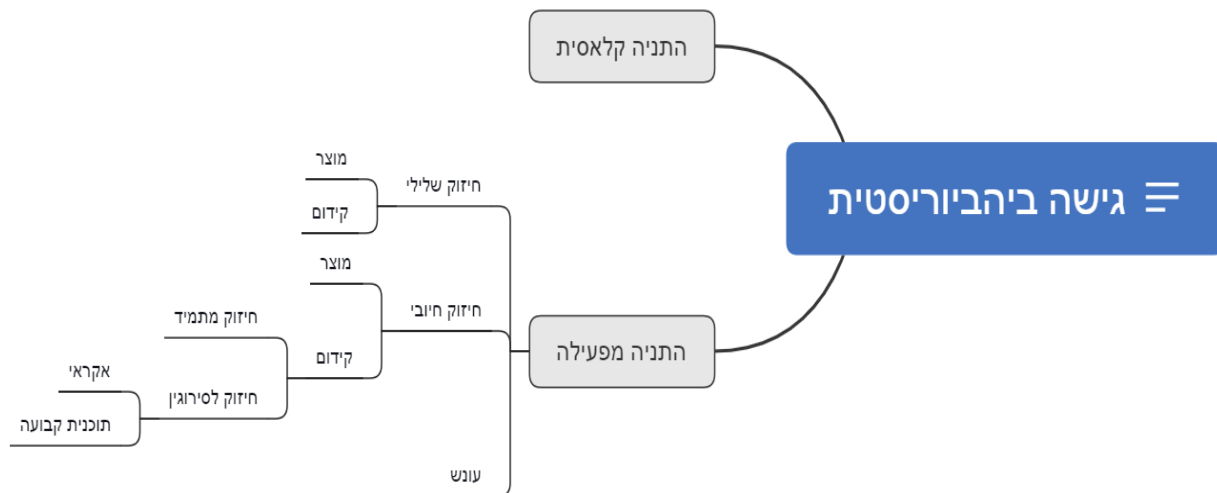 גישה ביהביוריסטית
התניה קלאסית
התניה מפעילה
חיזוק שלילי
מוצר
קידום
חיזוק חיובי
מוצר
קידום
חיזוק מתמיד
חיזוק לסירוגין
אקראי
תוכנית קבועה
עונש